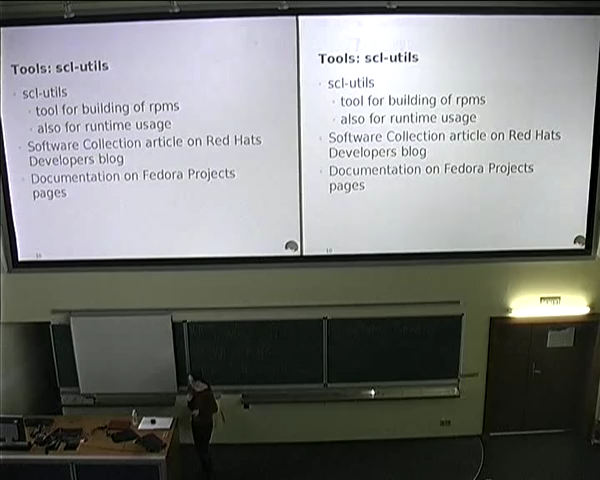 Tools: scl-utils
scl-utils
tool for building of rpms
also for runtime usage
Software Collection article on Red Hats
Developers blog
Documentation on Fedora Projects
pages
Tools: scl-utils
scl-utils
tool for building of rpms
also for runtime usage
Software Collection article on Red Hats
Developers blog
Documentation on Fedora Projects
pages